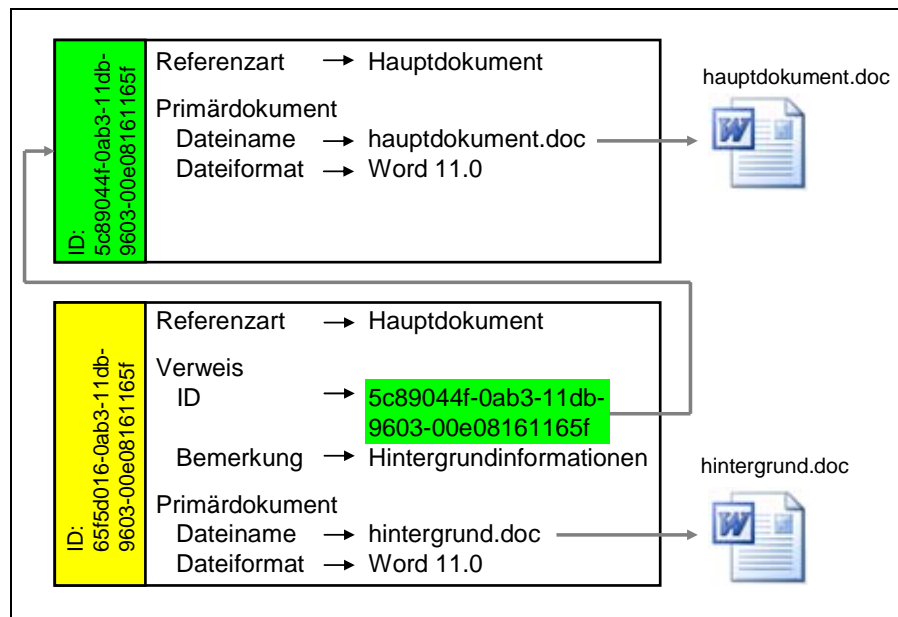 ID:
5c89044f-0ab3-11db-
9603-00e08161165f
Referenzart → Hauptdokument
Primärdokument
Dateiname → hauptdokument.doc
Dateiformat → Word 11.0
hauptdokument.doc
W
ID:
65f5d016-0ab3-11db-
9603-00e08161165f
Referenzart → Hauptdokument
Verweis
ID → 5c89044f-0ab3-11db-
9603-00e08161165f
Bemerkung → Hintergrundinformationen
Primärdokument
Dateiname → hintergrund.doc
Dateiformat → Word 11.0
hintergrund.doc
W